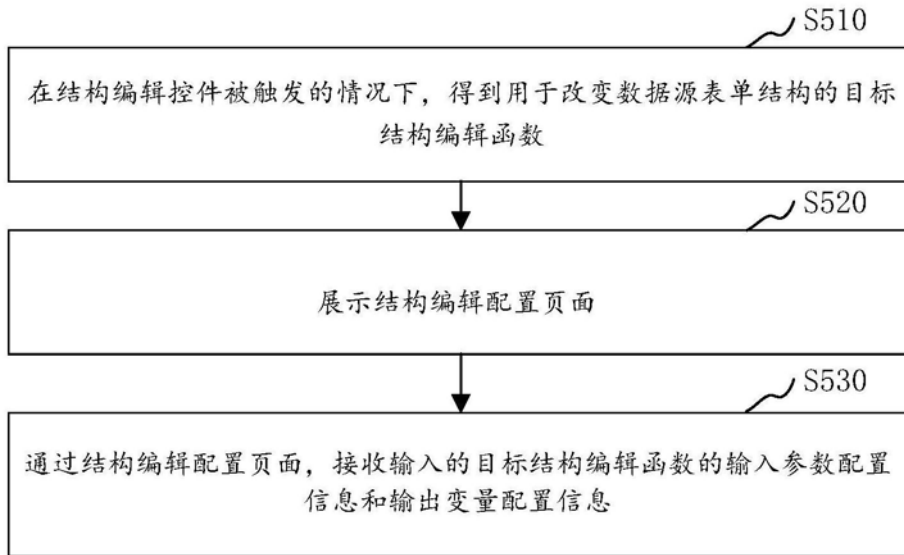 S510
在结构编辑控件被触发的情况下，得到用于改变数据源表单结构的目标
结构编辑函数
S520
展示结构编辑配置页面
S530
通过结构编辑配置页面，接收输入的目标结构编辑函数的输入参数配置
信息和输出变量配置信息